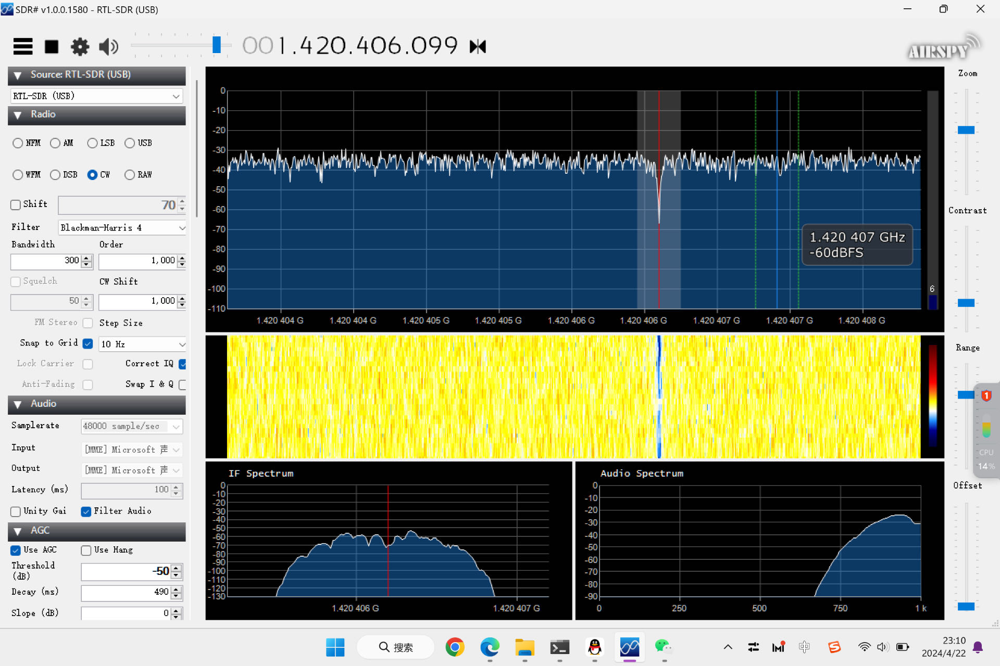 SDR# v1.0.0.1580 - RTL-SDR (USB)
001.420.406.099
AIRSPY
Source: RTL-SDR (USB)
RTL-SDR (USB)
Radio
NFM AM LSB USB
WFM DSB CW RAW
Shift 70
Filter Blackman-Harris 4
Bandwidth Order
300 1,000
Squelch CW Shift
50 1,000
FM Stereo Step Size
Snap to Grid 10 Hz
Lock Carrier Correct IQ
Anti-Fading Swap I & Q
Audio
Samplerate 48000 sample/sec
Input [MME] Microsoft 声
Output [MME] Microsoft 声
Latency (ms) 100
Unity Gai Filter Audio
AGC
Use AGC Use Hang
Threshold (dB) -50
Decay (ms) 490
Slope (dB) 0
0
-10
-20
-30
-40
-50
-60
-70
-80
-90
-100
-110
1.420 404 G 1.420 404 G 1.420 405 G 1.420 405 G 1.420 406 G 1.420 406 G 1.420 407 G 1.420 407 G 1.420 408 G
1.420 407 GHz
-60dBFS
6
IF Spectrum
0
-10
-20
-30
-40
-50
-60
-70
-80
-90
-100
-110
-120
-130
1.420 406 G 1.420 407 G
Audio Spectrum
0
-10
-20
-30
-40
-50
-60
-70
-80
-90
0 250 500 750 1 k
Zoom
Contrast
Range
Offset
1
CPU
14%
搜索
中
23:10
2024/4/22